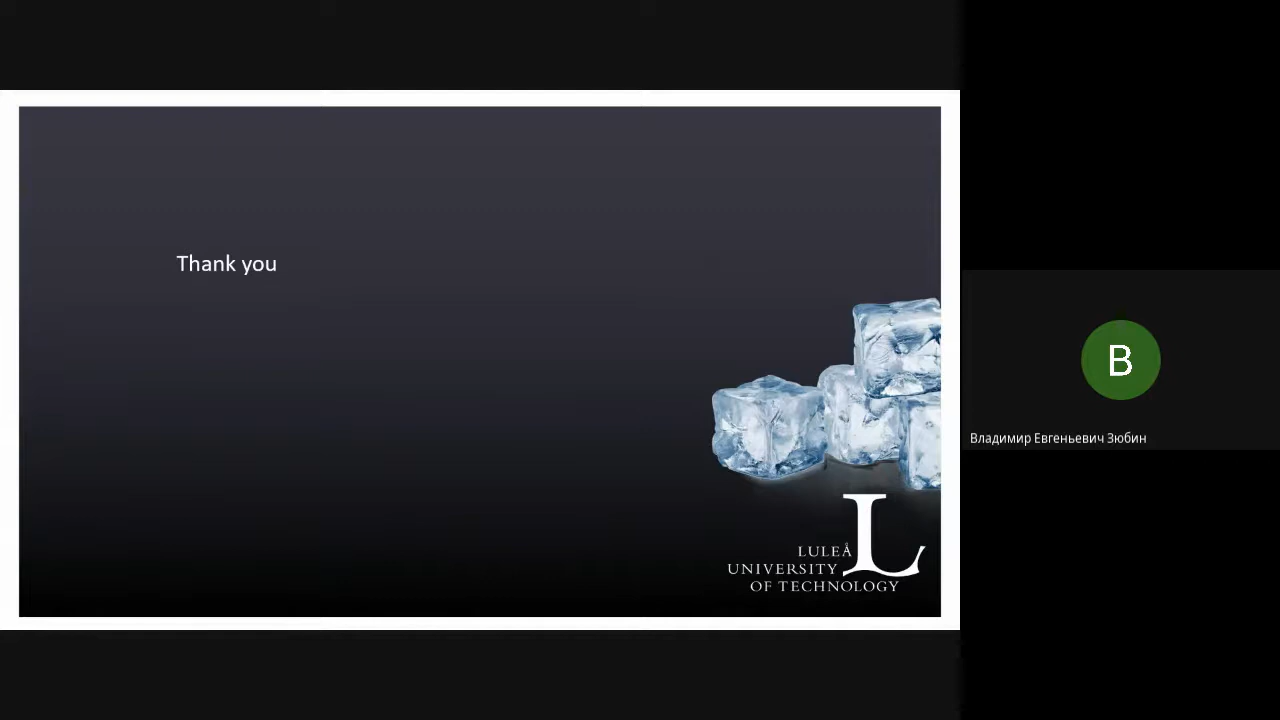 Thank you
LULEÅ
UNIVERSITY
OF TECHNOLOGY
L
В
Владимир Евгеньевич Зюбин